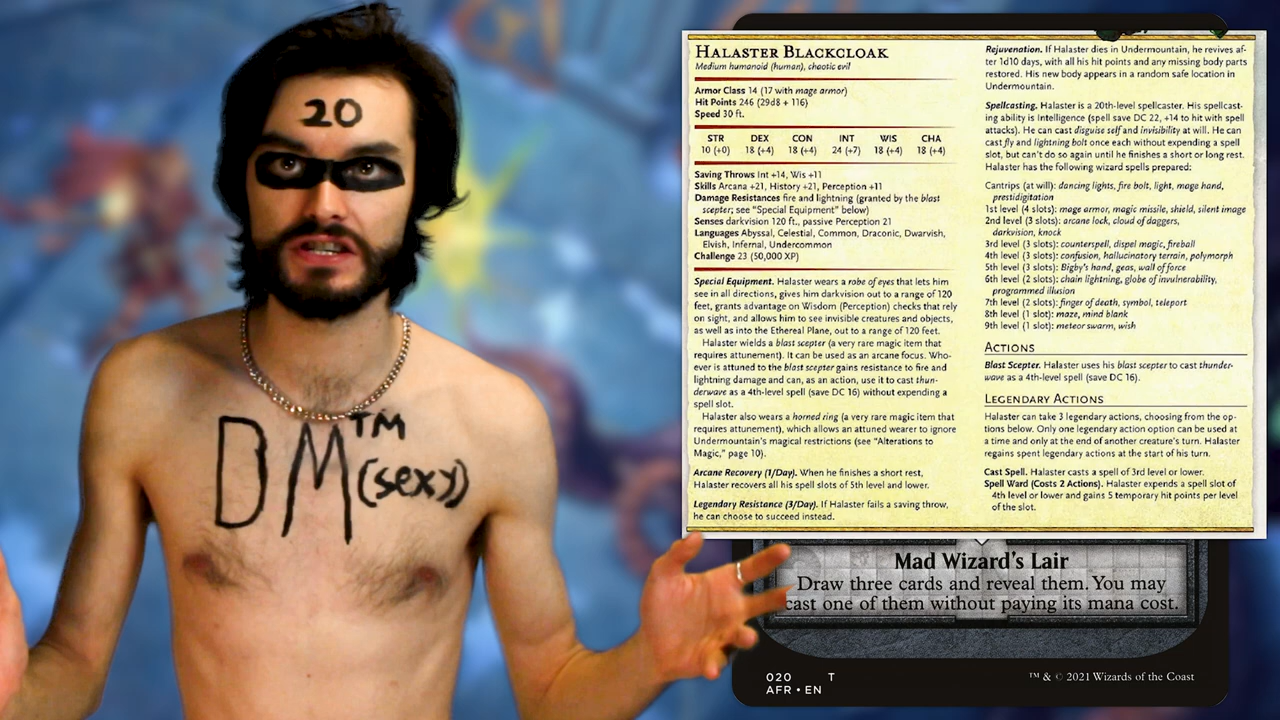 20
DM™
(sexy)
HALASTER BLACKCLOAK
Medium humanoid (human), chaotic evil
Armor Class 14 (17 with mage armor)
Hit Points 246 (29d8 + 116)
Speed 30 ft.
STR DEX CON INT WIS CHA
10 (+0) 18 (+4) 18 (+4) 24 (+7) 18 (+4) 18 (+4)
Saving Throws Int +14, Wis +11
Skills Arcana +21, History +21, Perception +11
Damage Resistances fire and lightning (granted by the blast
scepter; see “Special Equipment” below)
Senses darkvision 120 ft., passive Perception 21
Languages Abyssal, Celestial, Common, Draconic, Dwarvish,
Elvish, Infernal, Undercommon
Challenge 23 (50,000 XP)
Special Equipment. Halaster wears a robe of eyes that lets him
see in all directions, gives him darkvision out to a range of 120
feet, grants advantage on Wisdom (Perception) checks that rely
on sight, and allows him to see invisible creatures and objects,
as well as into the Ethereal Plane, out to a range of 120 feet.
Halaster wields a blast scepter (a very rare magic item that
requires attunement). It can be used as an arcane focus. Who-
ever is attuned to the blast scepter gains resistance to fire and
lightning damage and can, as an action, use it to cast thun-
derwave as a 4th-level spell (save DC 16) without expending a
spell slot.
Halaster also wears a horned ring (a very rare magic item that
requires attunement), which allows an attuned wearer to ignore
Undermountain's magical restrictions (see “Alterations to
Magic,” page 10).
Arcane Recovery (1/Day). When he finishes a short rest,
Halaster recovers all his spell slots of 5th level and lower.
Legendary Resistance (3/Day). If Halaster fails a saving throw,
he can choose to succeed instead.
Rejuvenation. If Halaster dies in Undermountain, he revives af-
ter 1d10 days, with all his hit points and any missing body parts
restored. His new body appears in a random safe location in
Undermountain.
Spellcasting. Halaster is a 20th-level spellcaster. His spellcast-
ing ability is Intelligence (spell save DC 22, +14 to hit with spell
attacks). He can cast disguise self and invisibility at will. He can
cast fly and lightning bolt once each without expending a spell
slot, but can't do so again until he finishes a short or long rest.
Halaster has the following wizard spells prepared:
Cantrips (at will): dancing lights, fire bolt, light, mage hand,
prestidigitation
1st level (4 slots): mage armor, magic missile, shield, silent image
2nd level (3 slots): arcane lock, cloud of daggers,
darkvision, knock
3rd level (3 slots): counterspell, dispel magic, fireball
4th level (3 slots): confusion, hallucinatory terrain, polymorph
5th level (3 slots): Bigby's hand, geas, wall of force
6th level (2 slots): chain lightning, globe of invulnerability,
programmed illusion
7th level (2 slots): finger of death, symbol, teleport
8th level (1 slot): maze, mind blank
9th level (1 slot): meteor swarm, wish
ACTIONS
Blast Scepter. Halaster uses his blast scepter to cast thunder-
wave as a 4th-level spell (save DC 16).
LEGENDARY ACTIONS
Halaster can take 3 legendary actions, choosing from the op-
tions below. Only one legendary action option can be used at
a time and only at the end of another creature's turn. Halaster
regains spent legendary actions at the start of his turn.
Cast Spell. Halaster casts a spell of 3rd level or lower.
Spell Ward (Costs 2 Actions). Halaster expends a spell slot of
4th level or lower and gains 5 temporary hit points per level
of the slot.
Mad Wizard's Lair
Draw three cards and reveal them. You may
cast one of them without paying its mana cost.
020 T
AFR • EN
™ & © 2021 Wizards of the Coast